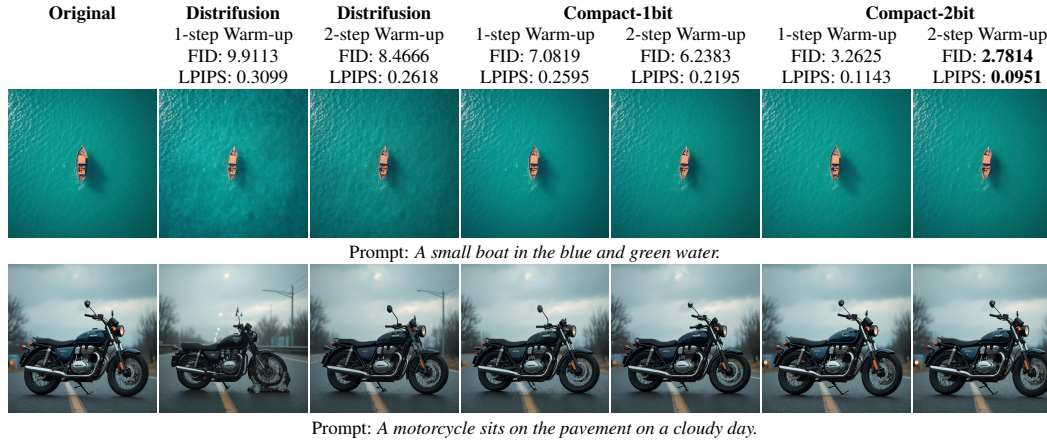 Original Distrifusion Distrifusion Compact-1bit Compact-2bit
1-step Warm-up 2-step Warm-up 1-step Warm-up 2-step Warm-up 1-step Warm-up 2-step Warm-up
FID: 9.9113 FID: 8.4666 FID: 7.0819 FID: 6.2383 FID: 3.2625 FID: 2.7814
LPIPS: 0.3099 LPIPS: 0.2618 LPIPS: 0.2595 LPIPS: 0.2195 LPIPS: 0.1143 LPIPS: 0.0951
Prompt: A small boat in the blue and green water.
Prompt: A motorcycle sits on the pavement on a cloudy day.